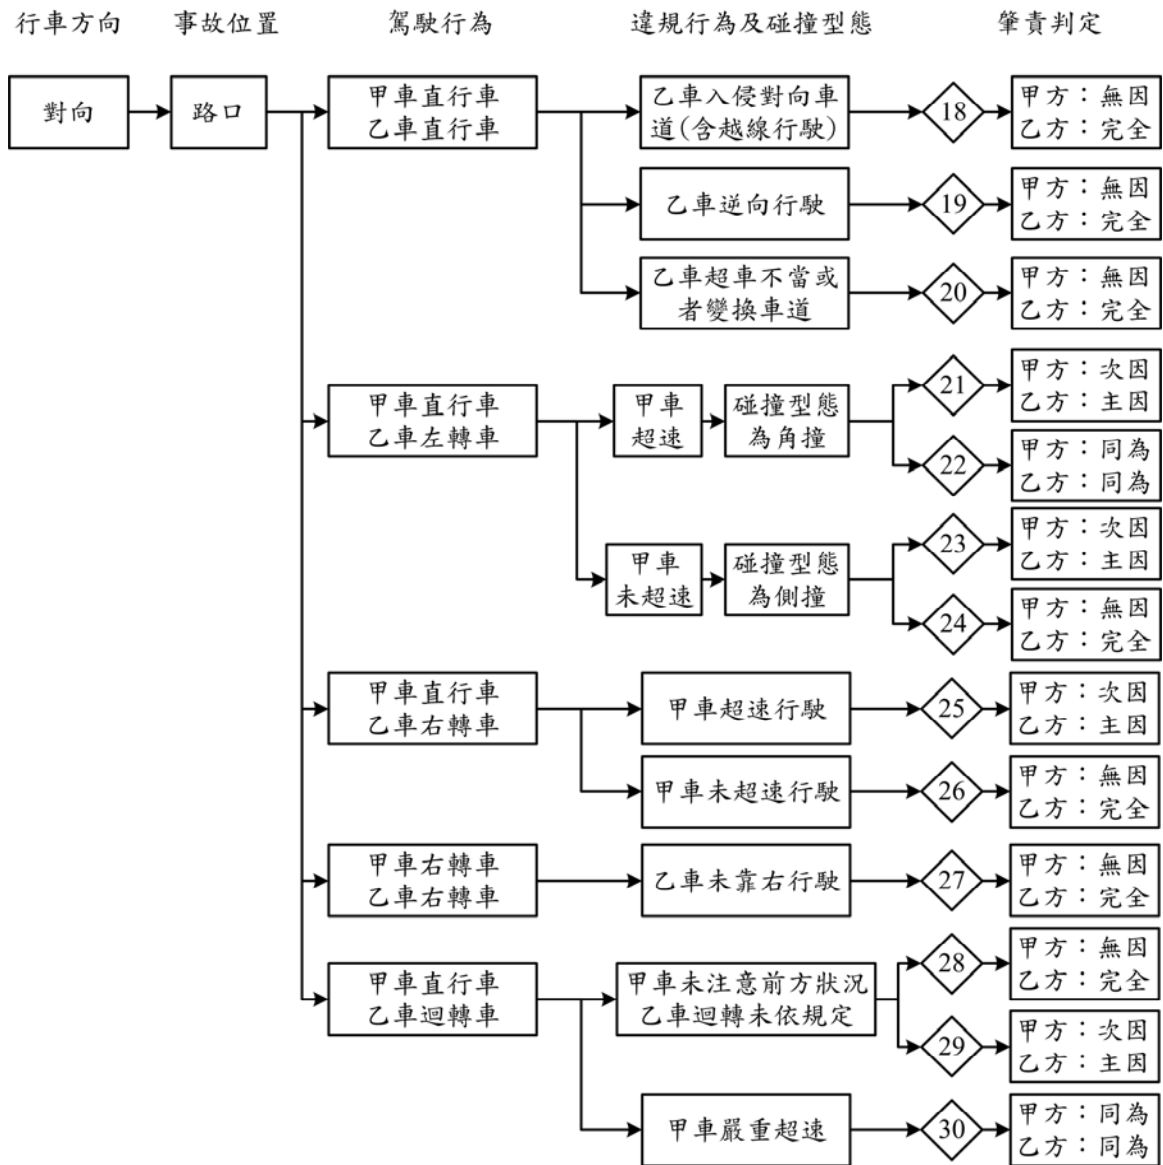 行車方向 事故位置 駕駛行為 違規行為及碰撞型態 肇責判定
對向
路口
甲車直行車
乙車直行車
乙車入侵對向車
道(含越線行駛)
18
甲方：無因
乙方：完全
乙車逆向行駛
19
甲方：無因
乙方：完全
乙車超車不當或
者變換車道
20
甲方：無因
乙方：完全
甲車直行車
乙車左轉車
甲車
超速
碰撞型態
為角撞
21
甲方：次因
乙方：主因
22
甲方：同為
乙方：同為
甲車
未超速
碰撞型態
為側撞
23
甲方：次因
乙方：主因
24
甲方：無因
乙方：完全
甲車直行車
乙車右轉車
甲車超速行駛
25
甲方：次因
乙方：主因
甲車未超速行駛
26
甲方：無因
乙方：完全
甲車右轉車
乙車右轉車
乙車未靠右行駛
27
甲方：無因
乙方：完全
甲車直行車
乙車迴轉車
甲車未注意前方狀況
乙車迴轉未依規定
28
甲方：無因
乙方：完全
29
甲方：次因
乙方：主因
甲車嚴重超速
30
甲方：同為
乙方：同為